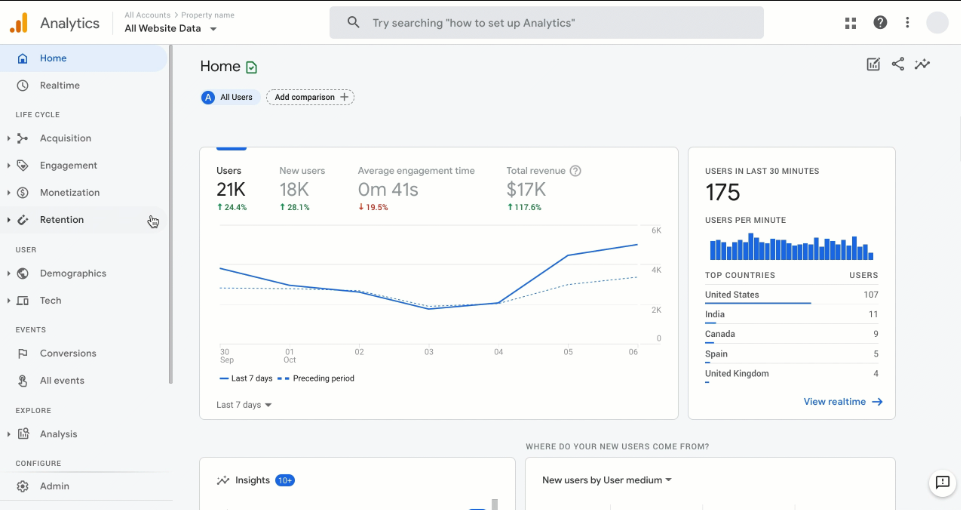 Analytics
All Accounts > Property name
All Website Data
Try searching "how to set up Analytics"
Home
Realtime
LIFE CYCLE
Acquisition
Engagement
Monetization
Retention
USER
Demographics
Tech
EVENTS
Conversions
All events
EXPLORE
Analysis
CONFIGURE
Admin
Home
A All Users
Add comparison +
Users
21K
↑ 24.4%
New users
18K
↑ 28.1%
Average engagement time
0m 41s
↓ 19.5%
Total revenue
$17K
↑ 117.6%
6K
4K
2K
0
30 Sep
01 Oct
02
03
04
05
06
Last 7 days
Preceding period
Last 7 days
USERS IN LAST 30 MINUTES
175
USERS PER MINUTE
TOP COUNTRIES USERS
United States 107
India 11
Canada 9
Spain 5
United Kingdom 4
View realtime →
WHERE DO YOUR NEW USERS COME FROM?
Insights 10+
New users by User medium